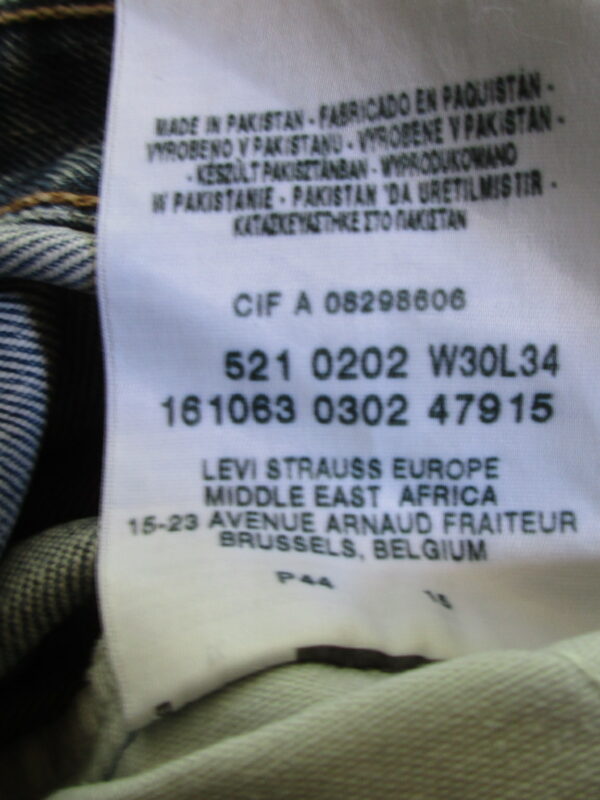 MADE IN PAKISTAN - FABRICADO EN PAQUISTÁN -
VYROBENO V PAKISTANU - VYROBENE V PAKISTAN -
- KÉSZÜLT PAKISZTÁNBAN - WYPRODUKOWANO
W PAKISTANIE - PAKISTAN 'DA ÜRETILMISTIR -
ΚΑΤΑΣΚΕΥΑΣΤΗΚΕ ΣΤΟ ΠΑΚΙΣΤΑΝ
CIF A 08298606
521 0202 W30L34
161063 0302 47915
LEVI STRAUSS EUROPE
MIDDLE EAST AFRICA
15-23 AVENUE ARNAUD FRAITEUR
BRUSSELS, BELGIUM
P44